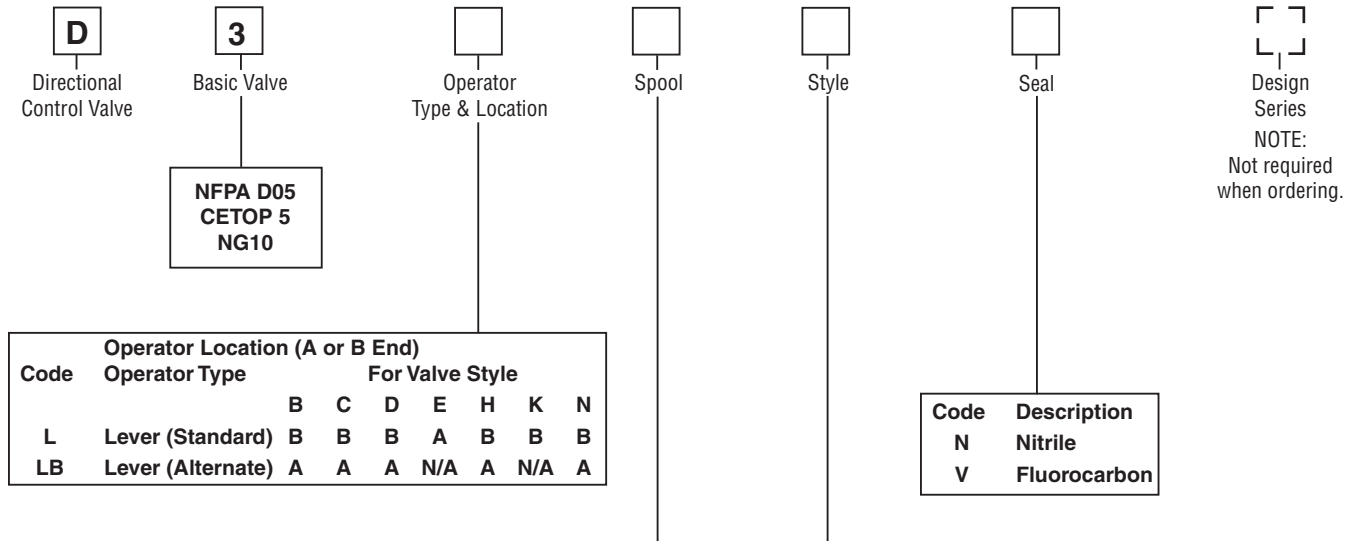 D 3
Directional Control Valve
Basic Valve
Operator Type & Location
Spool
Style
Seal
Design Series
NOTE:
Not required
when ordering.
NFPA D05
CETOP 5
NG10
Operator Location (A or B End)
Code Operator Type For Valve Style
B C D E H K N
L Lever (Standard) B B B A B B B
LB Lever (Alternate) A A A N/A A N/A A
Code Description
N Nitrile
V Fluorocarbon